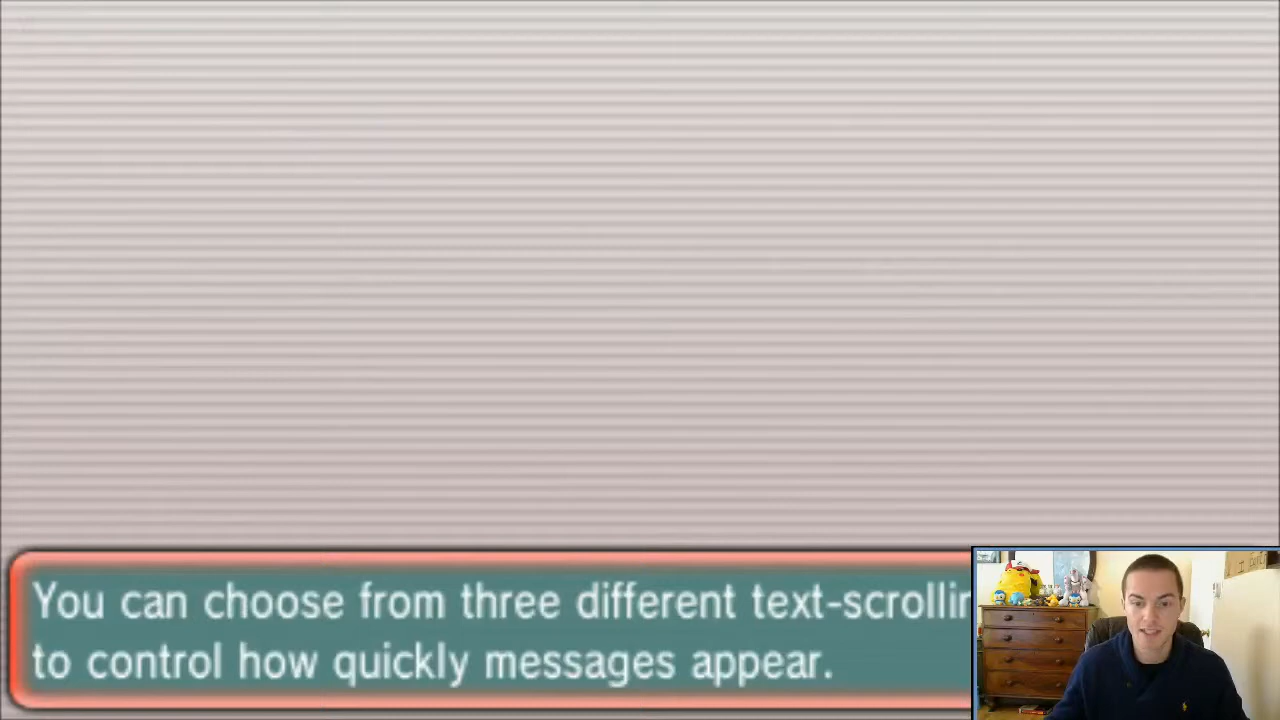 You can choose from three different text-scrollin
to control how quickly messages appear.